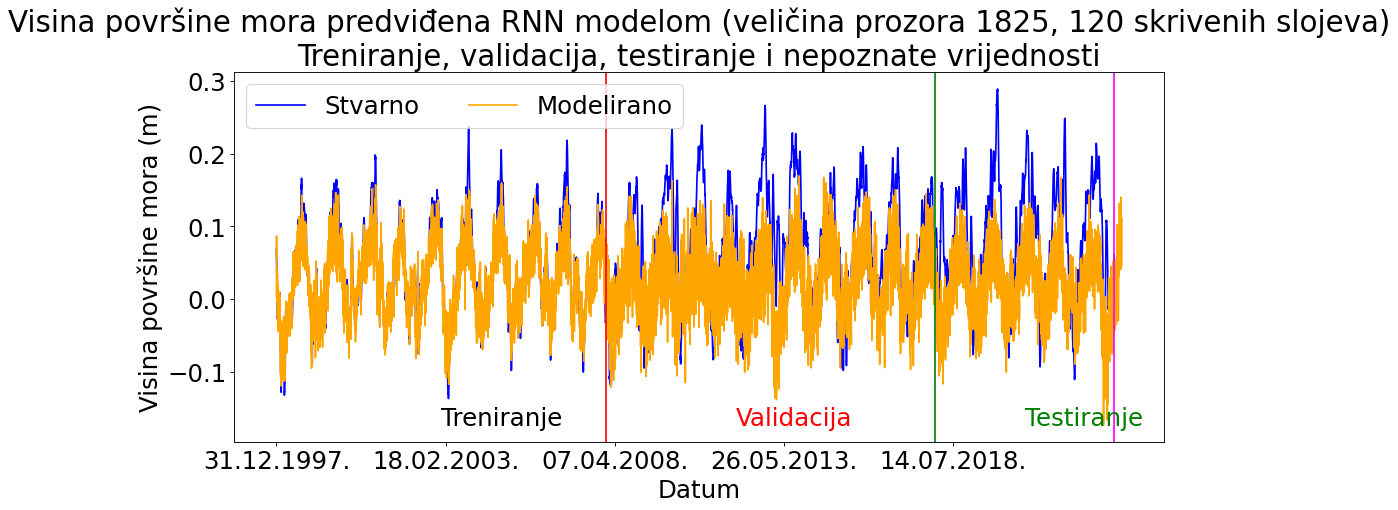 Visina površine mora predviđena RNN modelom (veličina prozora 1825, 120 skrivenih slojeva)
Treniranje, validacija, testiranje i nepoznate vrijednosti
Stvarno Modelirano
Visina površine mora (m)
0.3
0.2
0.1
0.0
−0.1
Treniranje Validacija Testiranje
31.12.1997. 18.02.2003. 07.04.2008. 26.05.2013. 14.07.2018.
Datum